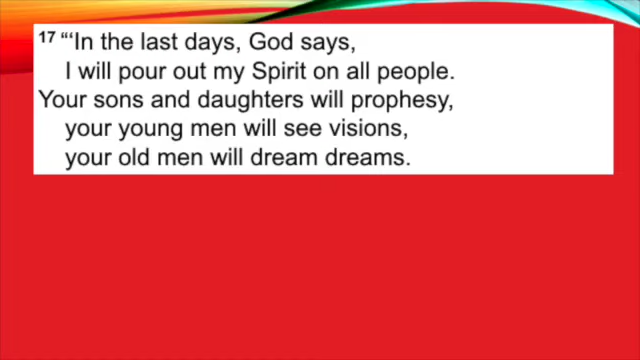 17 “‘In the last days, God says,
I will pour out my Spirit on all people.
Your sons and daughters will prophesy,
your young men will see visions,
your old men will dream dreams.